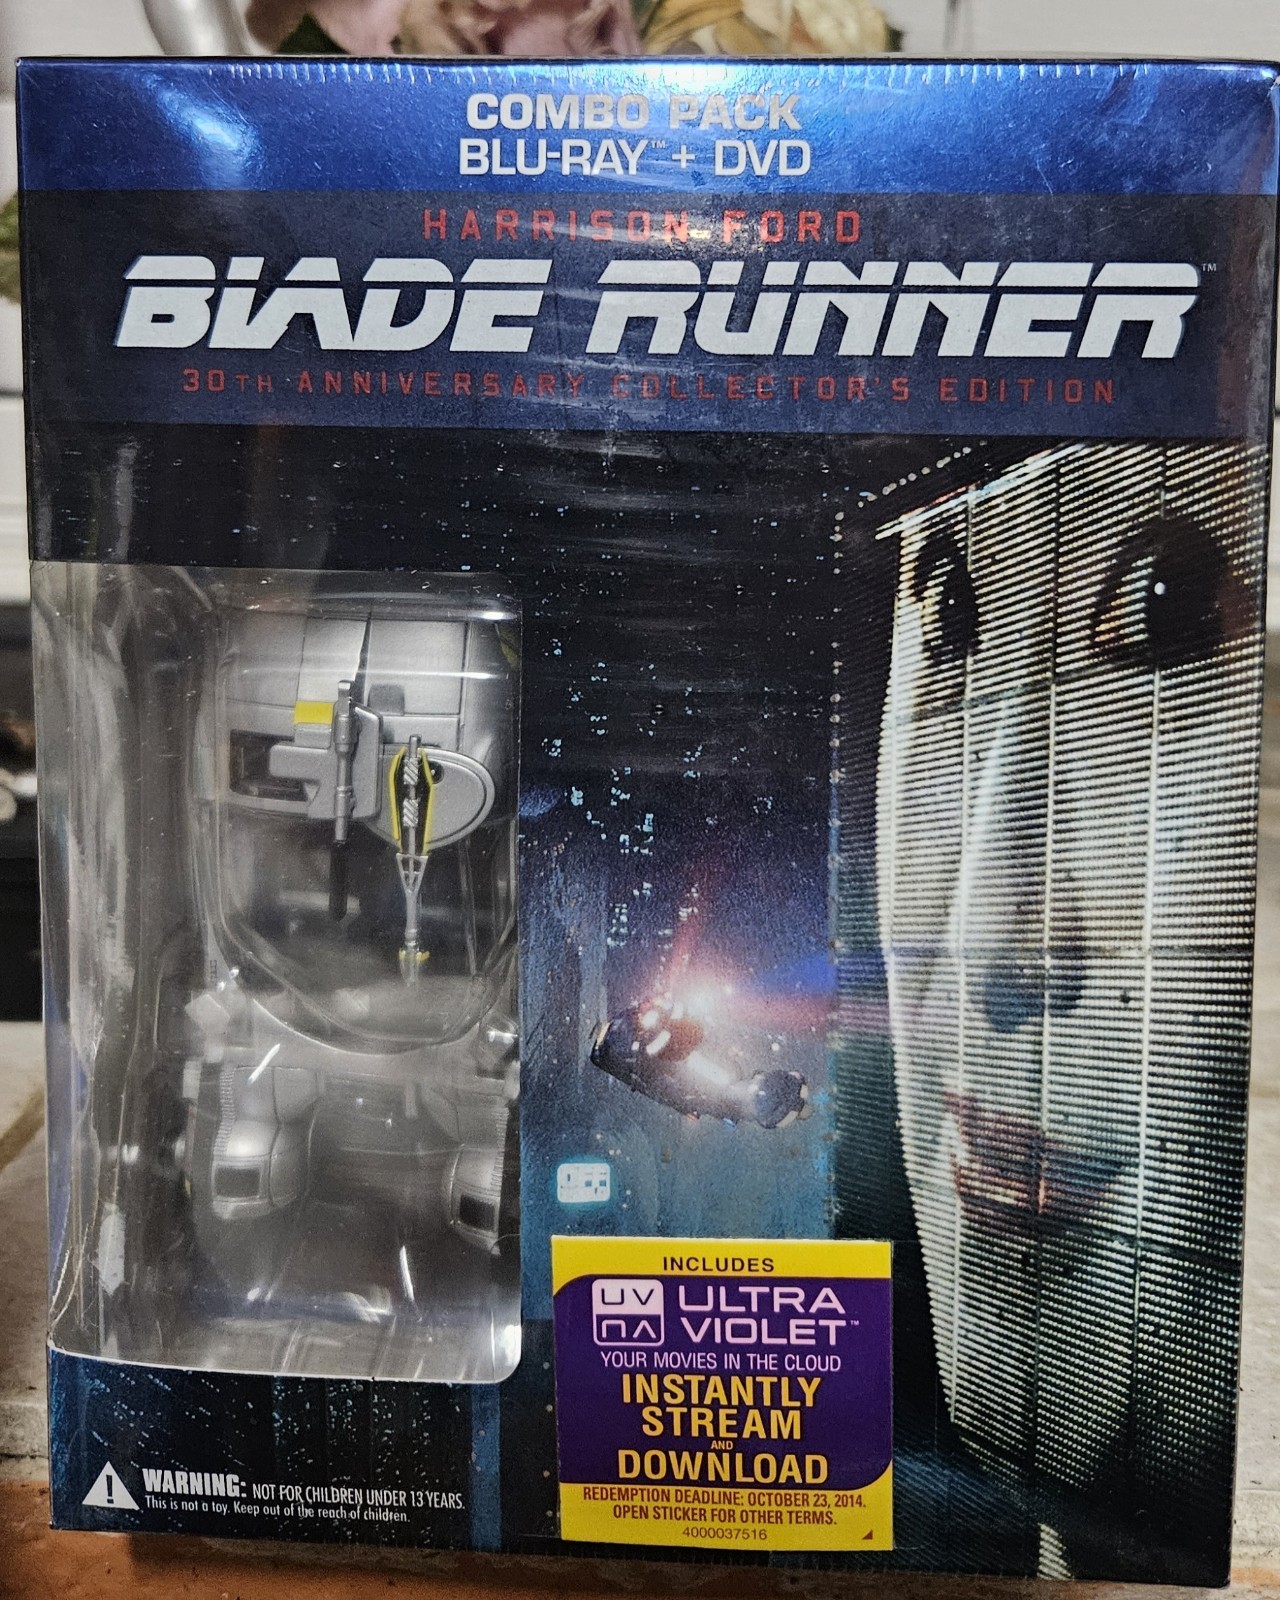 COMBO PACK
BLU-RAY™ + DVD
HARRISON FORD
BLADE RUNNER™
30TH ANNIVERSARY COLLECTOR'S EDITION
INCLUDES
UV
ULTRA
VIOLET™
YOUR MOVIES IN THE CLOUD
INSTANTLY
STREAM
AND
DOWNLOAD
REDEMPTION DEADLINE: OCTOBER 23, 2014.
OPEN STICKER FOR OTHER TERMS.
4000037516
WARNING: NOT FOR CHILDREN UNDER 13 YEARS.
This is not a toy. Keep out of the reach of children.